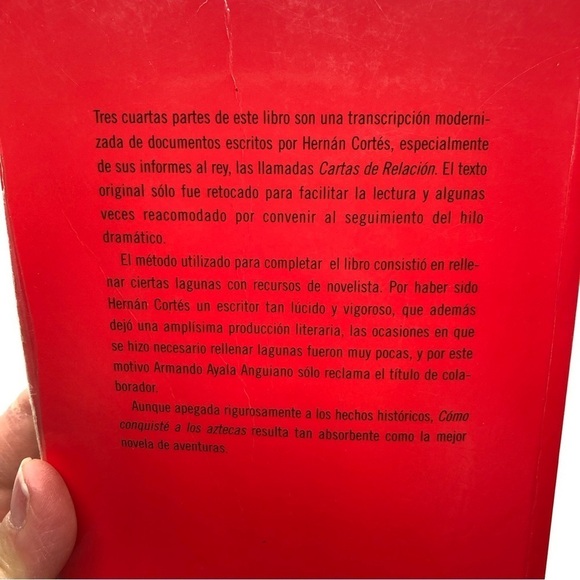 Tres cuartas partes de este libro son una transcripción moderni-
zada de documentos escritos por Hernán Cortés, especialmente
de sus informes al rey, las llamadas Cartas de Relación. El texto
original sólo fue retocado para facilitar la lectura y algunas
veces reacomodado por convenir al seguimiento del hilo
dramático.
El método utilizado para completar el libro consistió en relle-
nar ciertas lagunas con recursos de novelista. Por haber sido
Hernán Cortés un escritor tan lúcido y vigoroso, que además
dejó una amplísima producción literaria, las ocasiones en que
se hizo necesario rellenar lagunas fueron muy pocas, y por este
motivo Armando Ayala Anguiano sólo reclama el título de cola-
borador.
Aunque apegada rigurosamente a los hechos históricos, Cómo
conquisté a los aztecas resulta tan absorbente como la mejor
novela de aventuras.